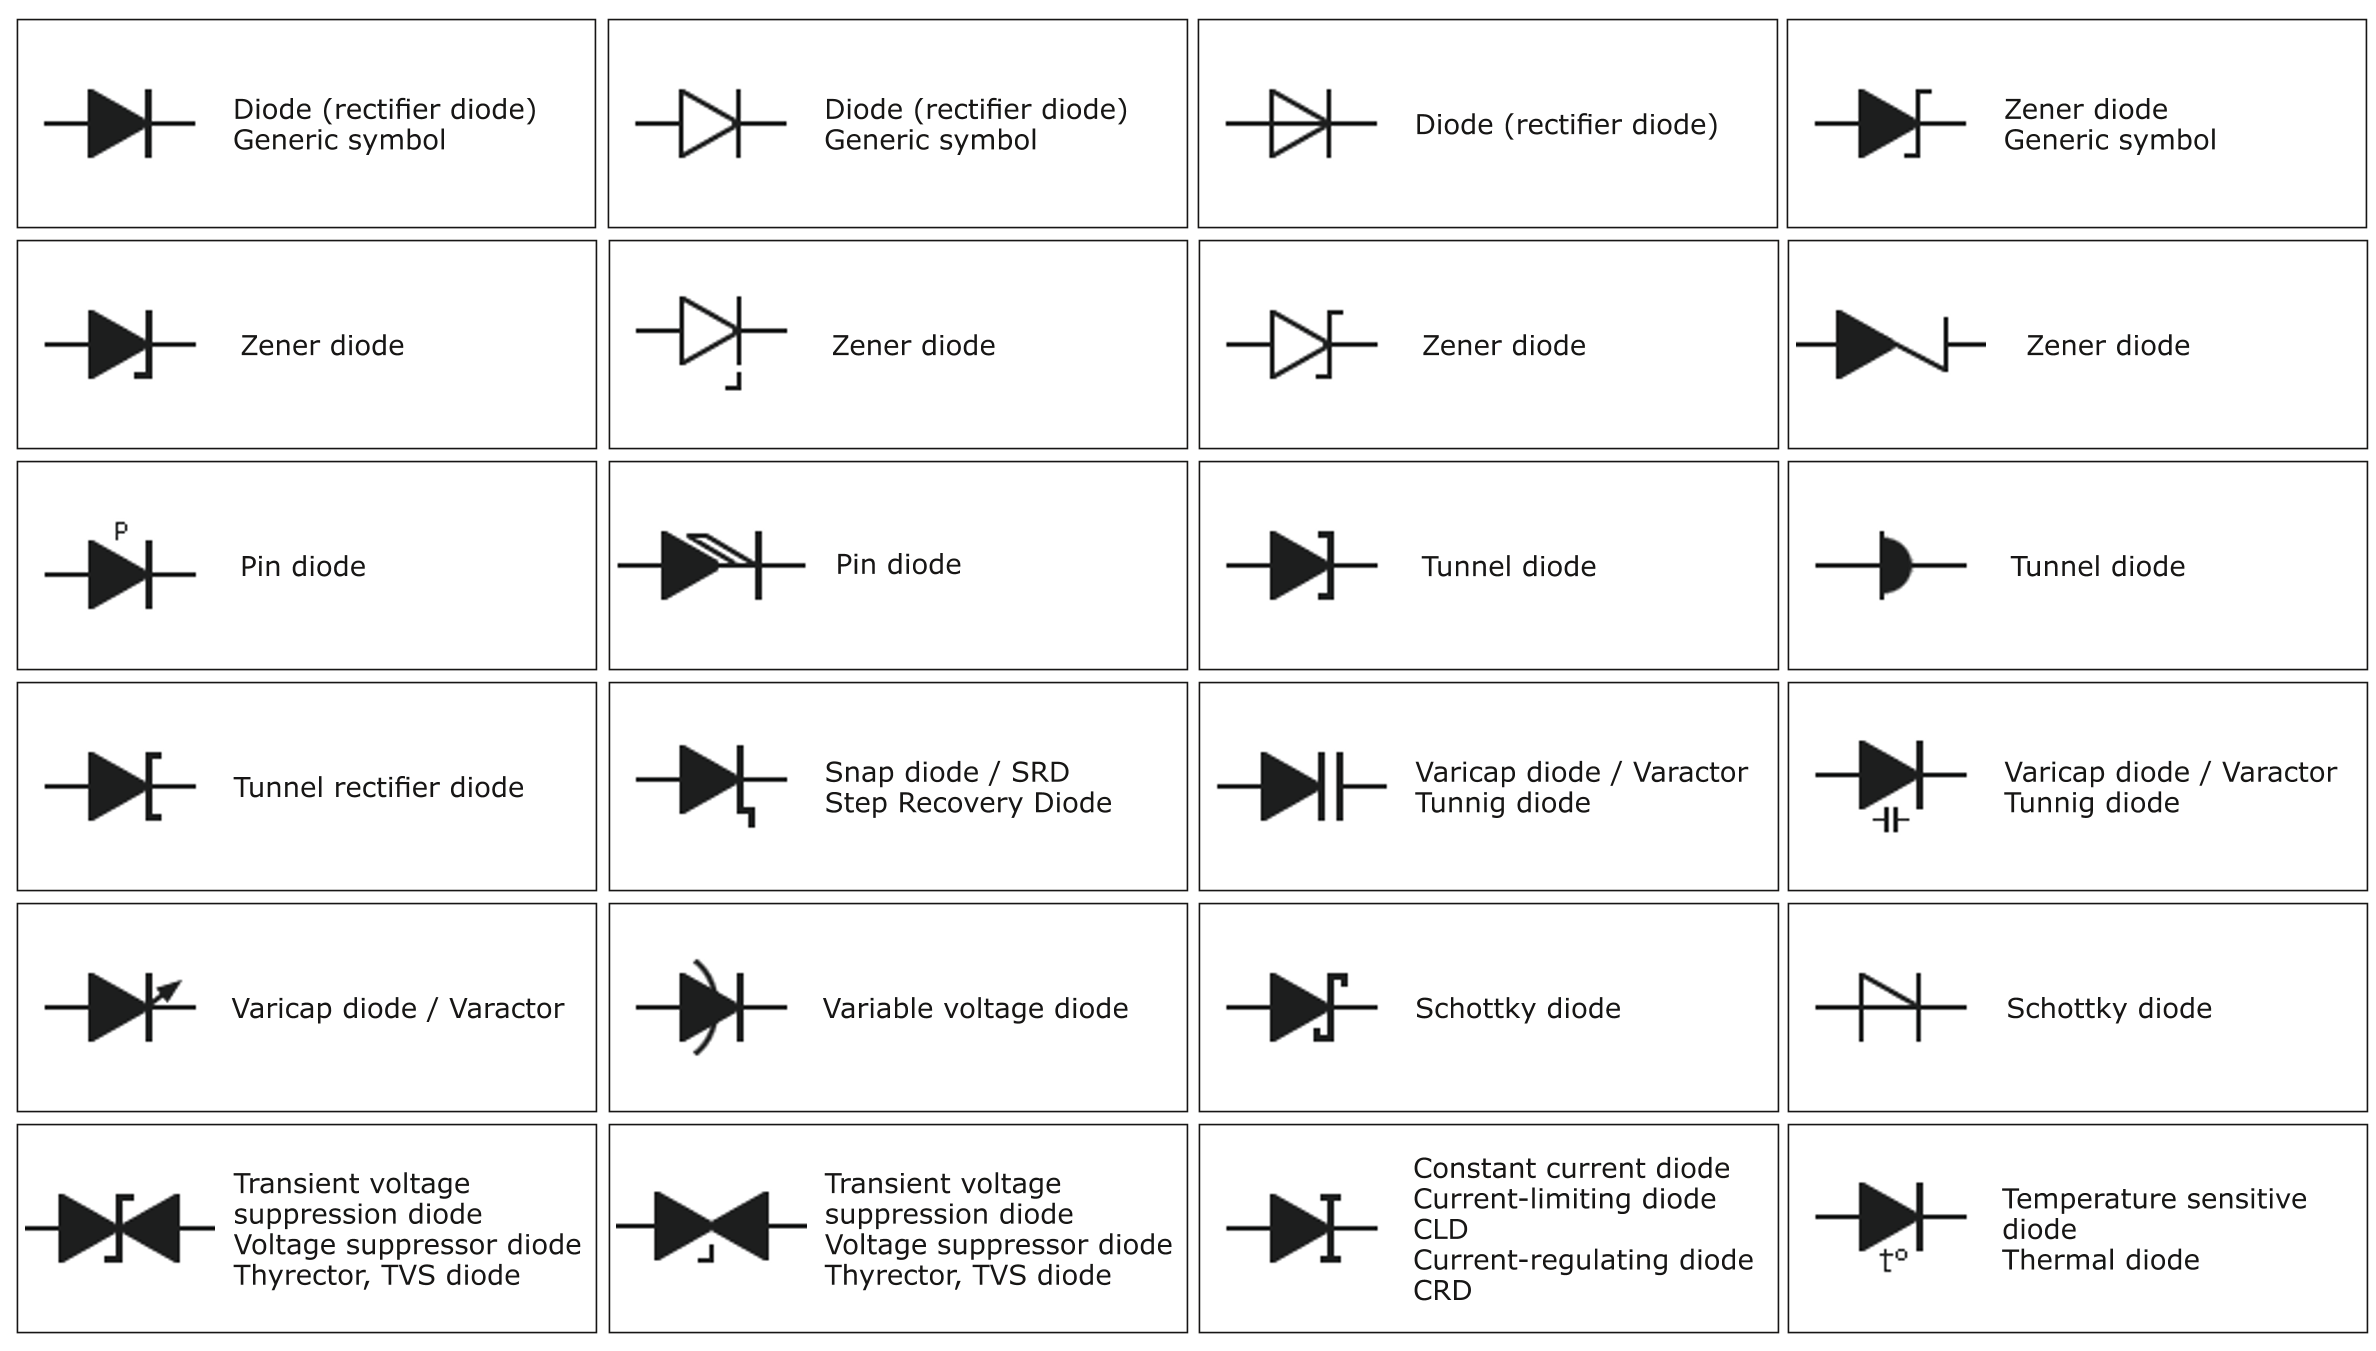 Diode (rectifier diode)
Generic symbol
Diode (rectifier diode)
Generic symbol
Diode (rectifier diode)
Zener diode
Generic symbol
Zener diode
Zener diode
Zener diode
Zener diode
P
Pin diode
Pin diode
Tunnel diode
Tunnel diode
Tunnel rectifier diode
Snap diode / SRD
Step Recovery Diode
Varicap diode / Varactor
Tunnig diode
Varicap diode / Varactor
Tunnig diode
Varicap diode / Varactor
Variable voltage diode
Schottky diode
Schottky diode
Transient voltage
suppression diode
Voltage suppressor diode
Thyrector, TVS diode
Transient voltage
suppression diode
Voltage suppressor diode
Thyrector, TVS diode
Constant current diode
Current-limiting diode
CLD
Current-regulating diode
CRD
t°
Temperature sensitive
diode
Thermal diode